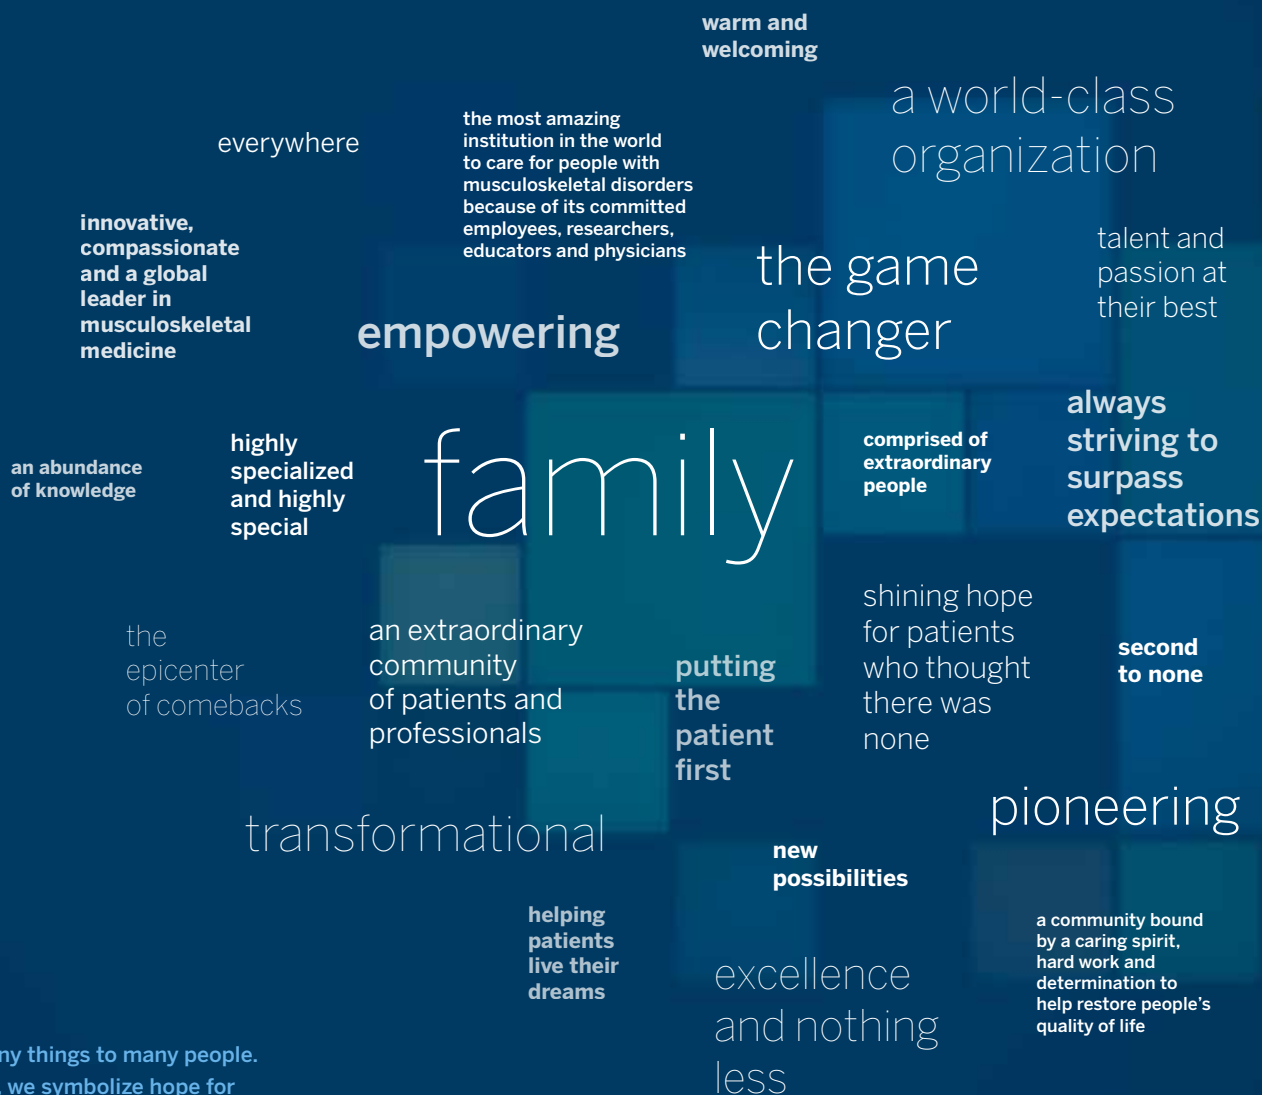 warm and
welcoming
a world-class
organization
everywhere
the most amazing
institution in the world
to care for people with
musculoskeletal disorders
because of its committed
employees, researchers,
educators and physicians
innovative,
compassionate
and a global
leader in
musculoskeletal
medicine
talent and
passion at
their best
the game
changer
empowering
always
striving to
surpass
expectations
family
comprised of
extraordinary
people
highly
specialized
and highly
special
an abundance
of knowledge
shining hope
for patients
who thought
there was
none
the
epicenter
of comebacks
an extraordinary
community
of patients and
professionals
putting
the
patient
first
second
to none
pioneering
transformational
new
possibilities
helping
patients
live their
dreams
a community bound
by a caring spirit,
hard work and
determination to
help restore people's
quality of life
excellence
and nothing
less
things to many people.
we symbolize hope for